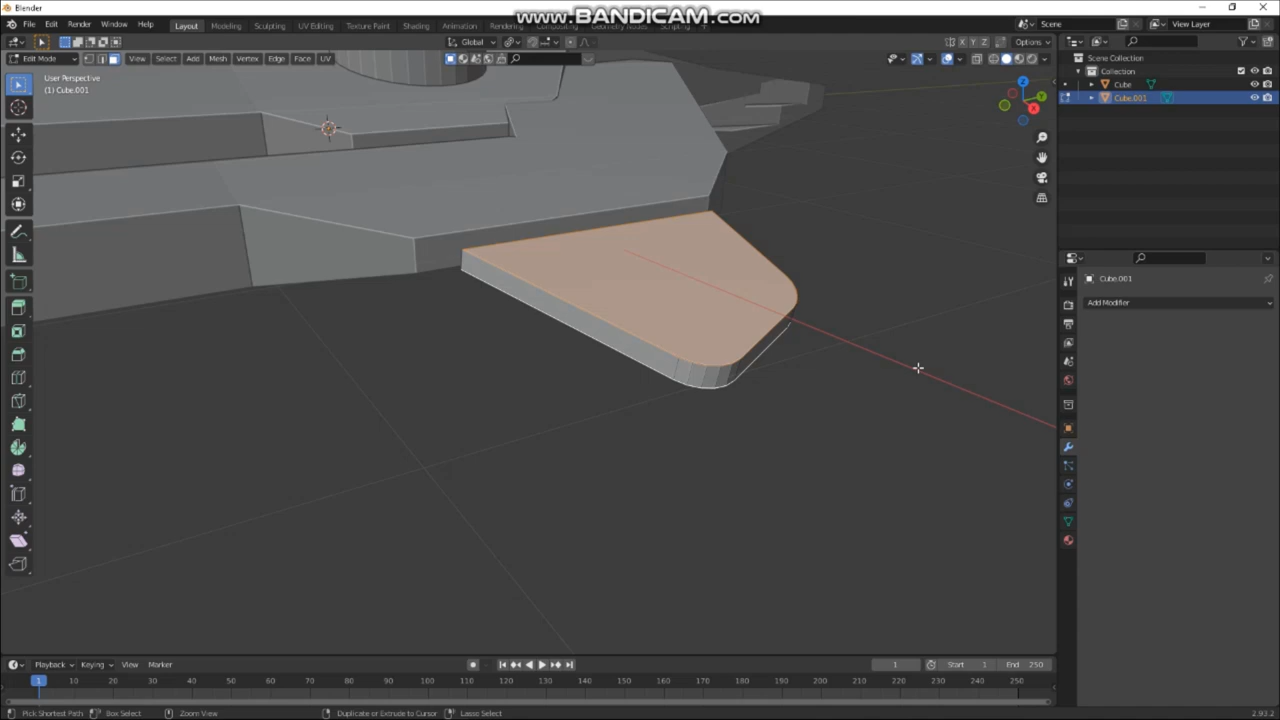 Blender
www.BANDICAM.com
File Edit Render Window Help Layout Modeling Sculpting UV Editing Texture Paint Shading Animation Rendering Compositing Geometry Nodes Scripting Scene View Layer
Global Options
Edit Mode View Select Add Mesh Vertex Edge Face UV
User Perspective
(1) Cube.001
Scene Collection
Collection
Cube
Cube.001
Cube.001
Add Modifier
Playback Keying View Marker 1 Start 1 End 250
1 10 20 30 40 50 60 70 80 90 100 110 120 130 140 150 160 170 180 190 200 210 220 230 240 250
Pick Shortest Path Box Select Zoom View Duplicate or Extrude to Cursor Lasso Select 2.93.2